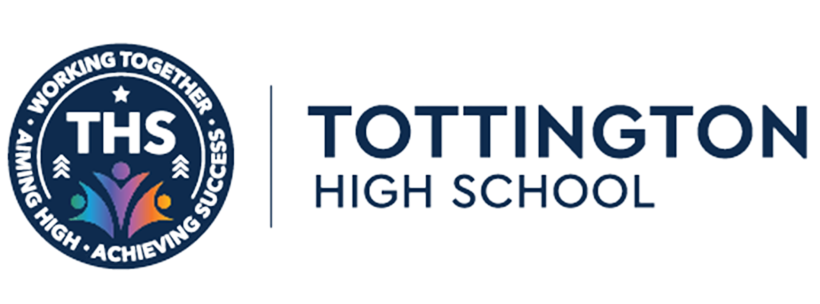 WORKING TOGETHER · AIMING HIGH · ACHIEVING SUCCESS ·
THS
TOTTINGTON
HIGH SCHOOL